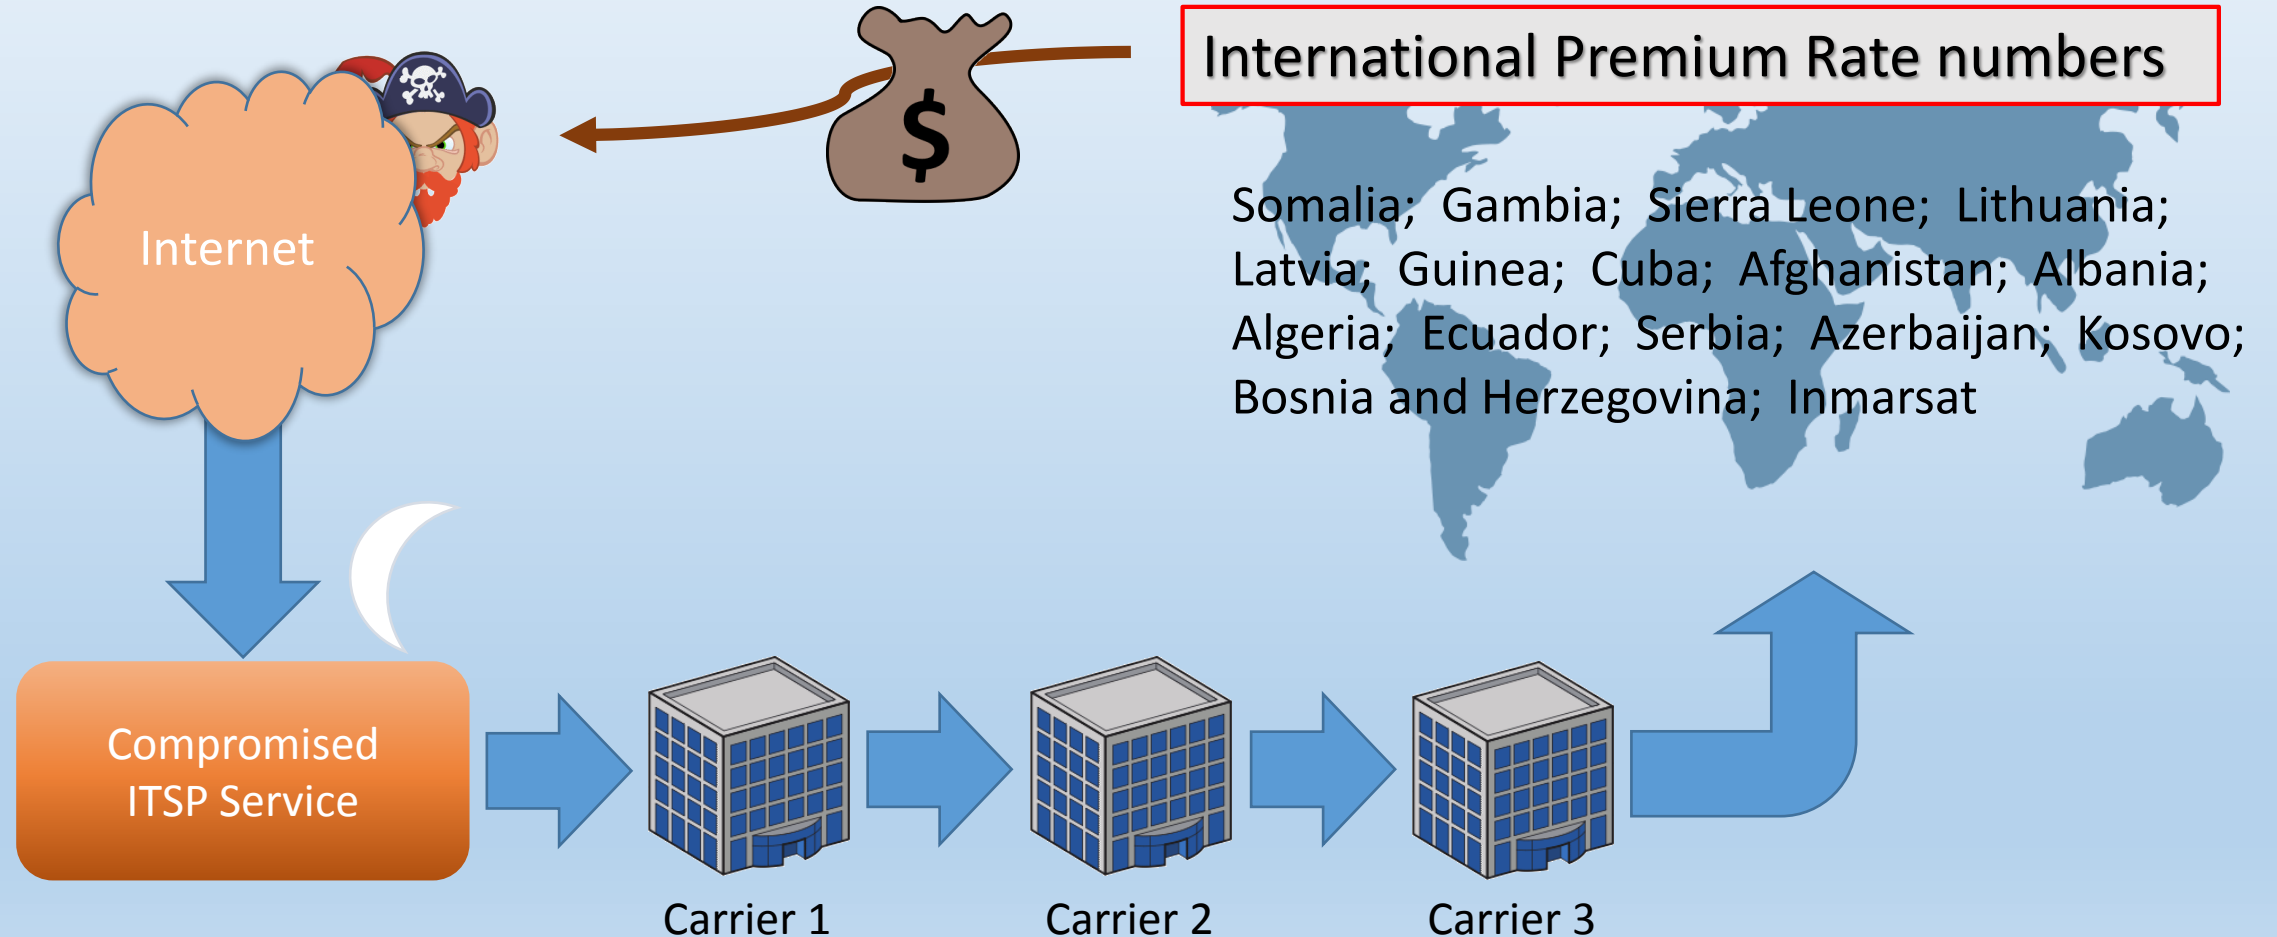 International Premium Rate numbers
$
Internet
Somalia; Gambia; Sierra Leone; Lithuania;
Latvia; Guinea; Cuba; Afghanistan; Albania;
Algeria; Ecuador; Serbia; Azerbaijan; Kosovo;
Bosnia and Herzegovina; Inmarsat
Compromised
ITSP Service
Carrier 1
Carrier 2
Carrier 3